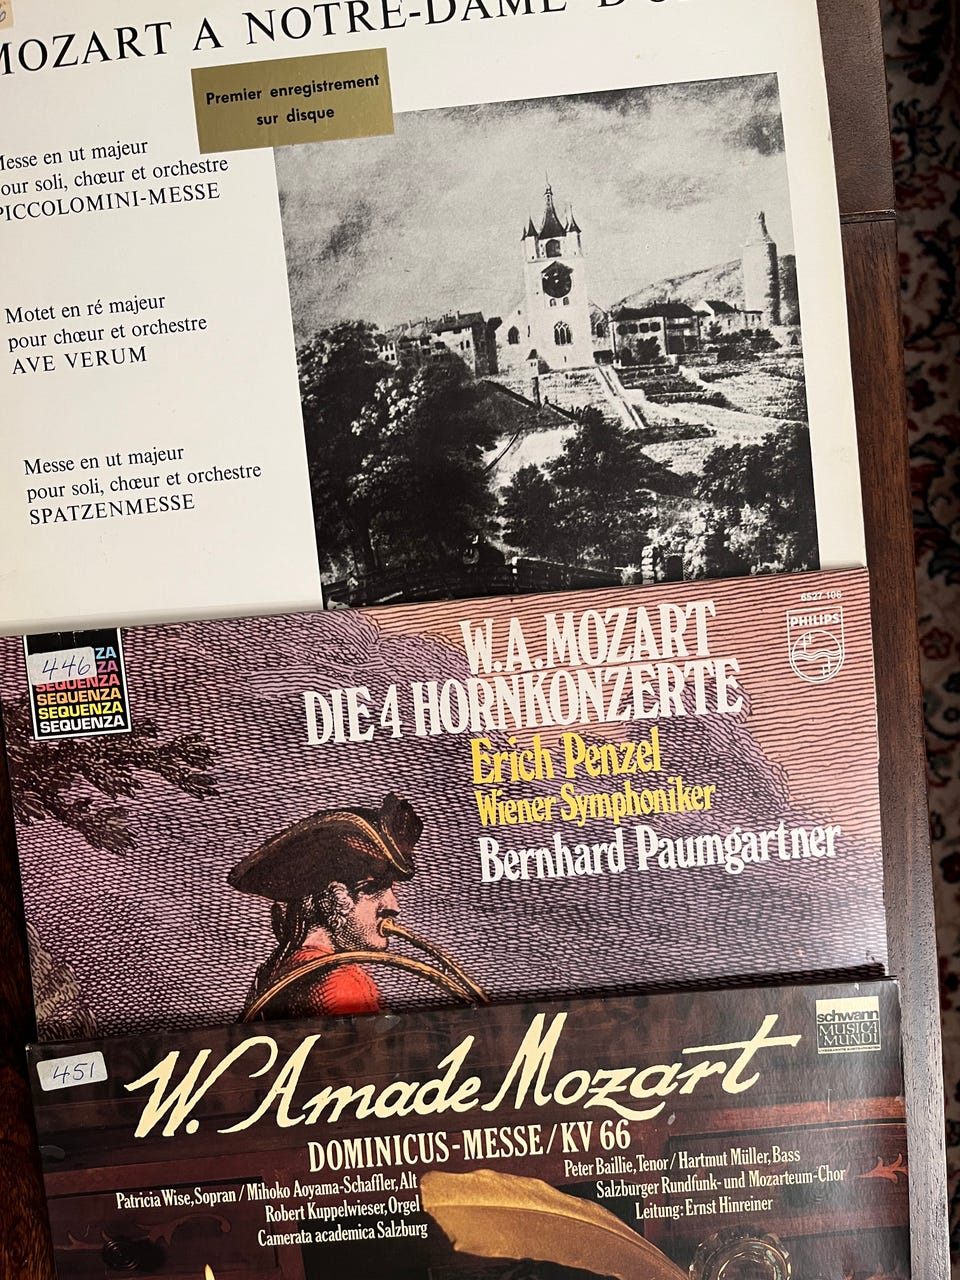 MOZART A NOTRE-DAME
Premier enregistrement
sur disque
Messe en ut majeur
pour soli, chœur et orchestre
PICCOLOMINI-MESSE
Motet en ré majeur
pour chœur et orchestre
AVE VERUM
Messe en ut majeur
pour soli, chœur et orchestre
SPATZENMESSE
6527 106
PHILIPS
446
SEQUENZA
SEQUENZA
SEQUENZA
SEQUENZA
W.A.MOZART
DIE 4 HORNKONZERTE
Erich Penzel
Wiener Symphoniker
Bernhard Paumgartner
schwann
MUSICA
MUNDI
451
W. Amadé Mozart
DOMINICUS-MESSE/KV 66
Patricia Wise, Sopran / Mihoko Aoyama-Schaffler, Alt
Robert Kuppelwieser, Orgel
Camerata academica Salzburg
Peter Baillie, Tenor / Hartmut Müller, Bass
Salzburger Rundfunk- und Mozarteum-Chor
Leitung: Ernst Hinreiner